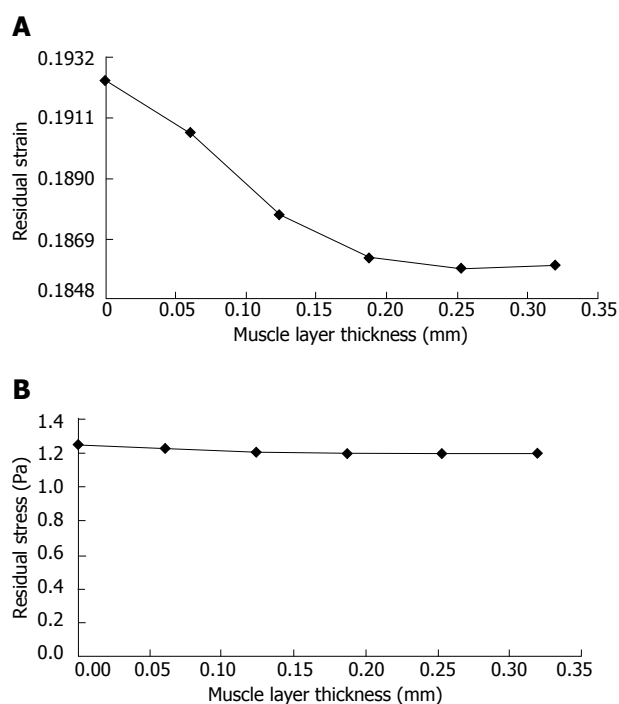 A
0.1932
0.1911
0.1890
0.1869
0.1848
Residual strain
0 0.05 0.10 0.15 0.20 0.25 0.30 0.35
Muscle layer thickness (mm)
B
1.4
1.2
1.0
0.8
0.6
0.4
0.2
0.0
Residual stress (Pa)
0.00 0.05 0.10 0.15 0.20 0.25 0.30 0.35
Muscle layer thickness (mm)